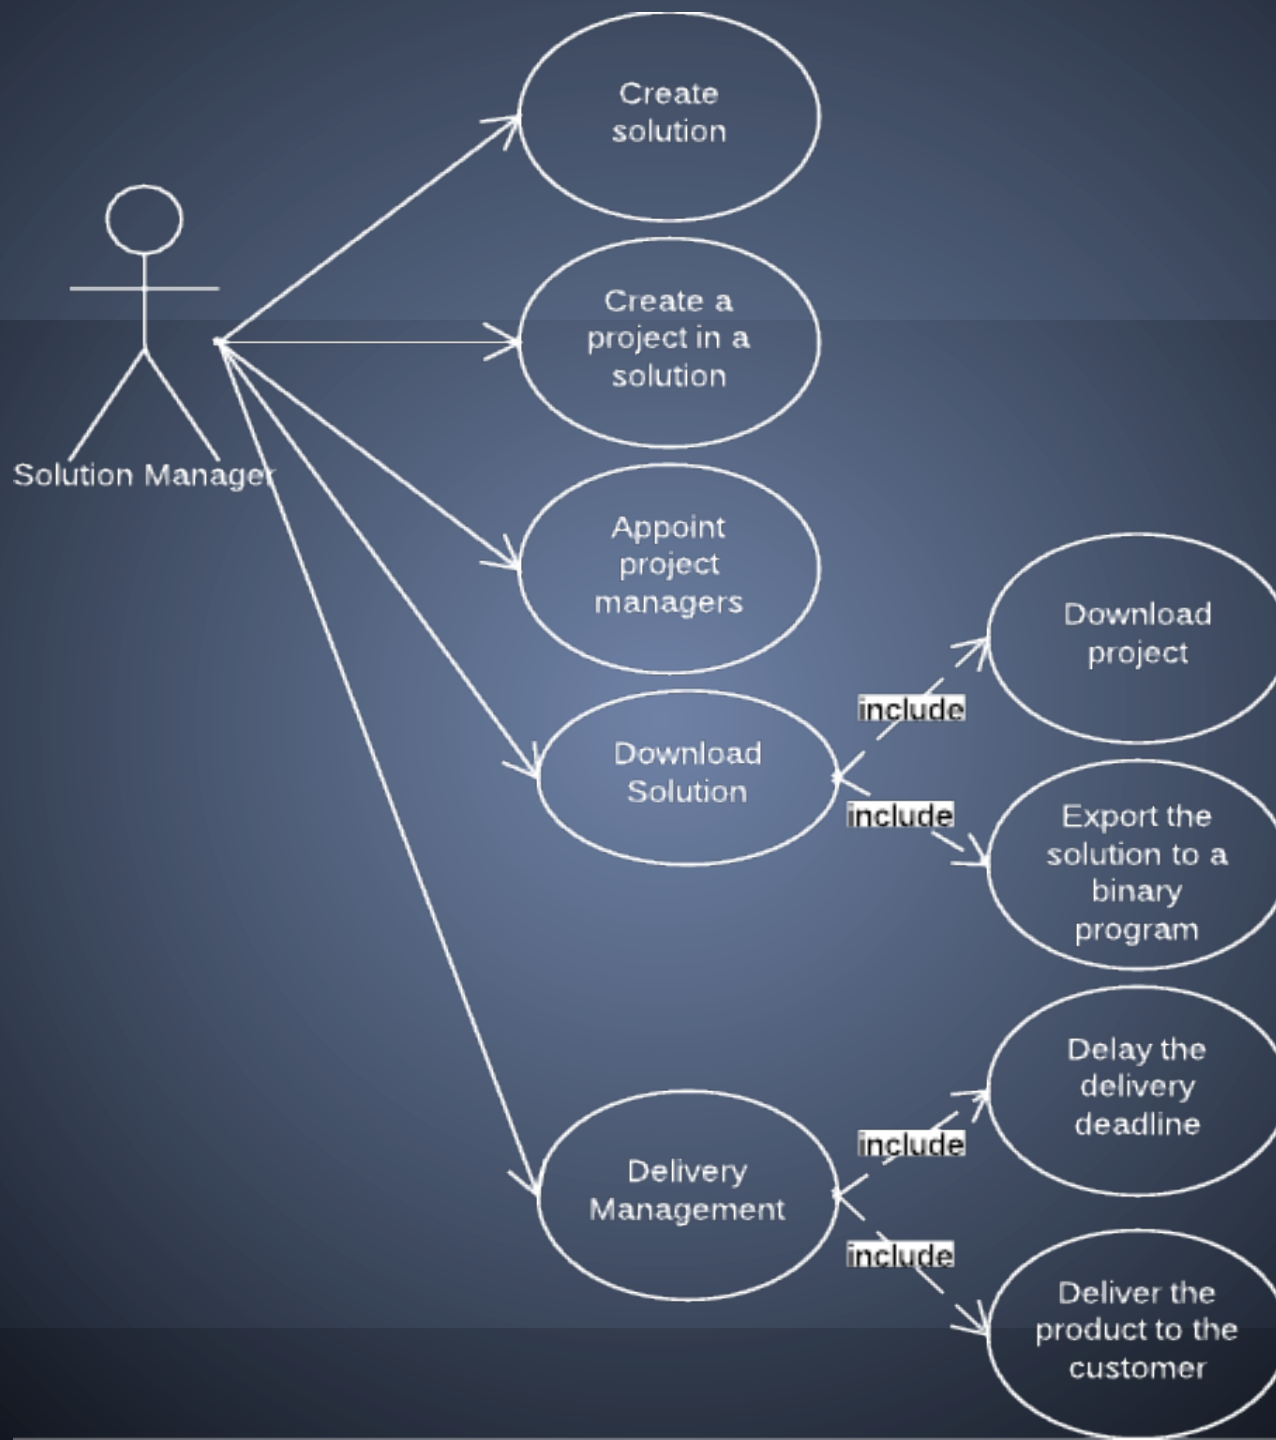 Create
solution
Create a
project in a
solution
Solution Manager
Appoint
project
managers
Download
project
include
Download
Solution
include
Export the
solution to a
binary
program
Delay the
delivery
deadline
include
Delivery
Management
include
Deliver the
product to the
customer